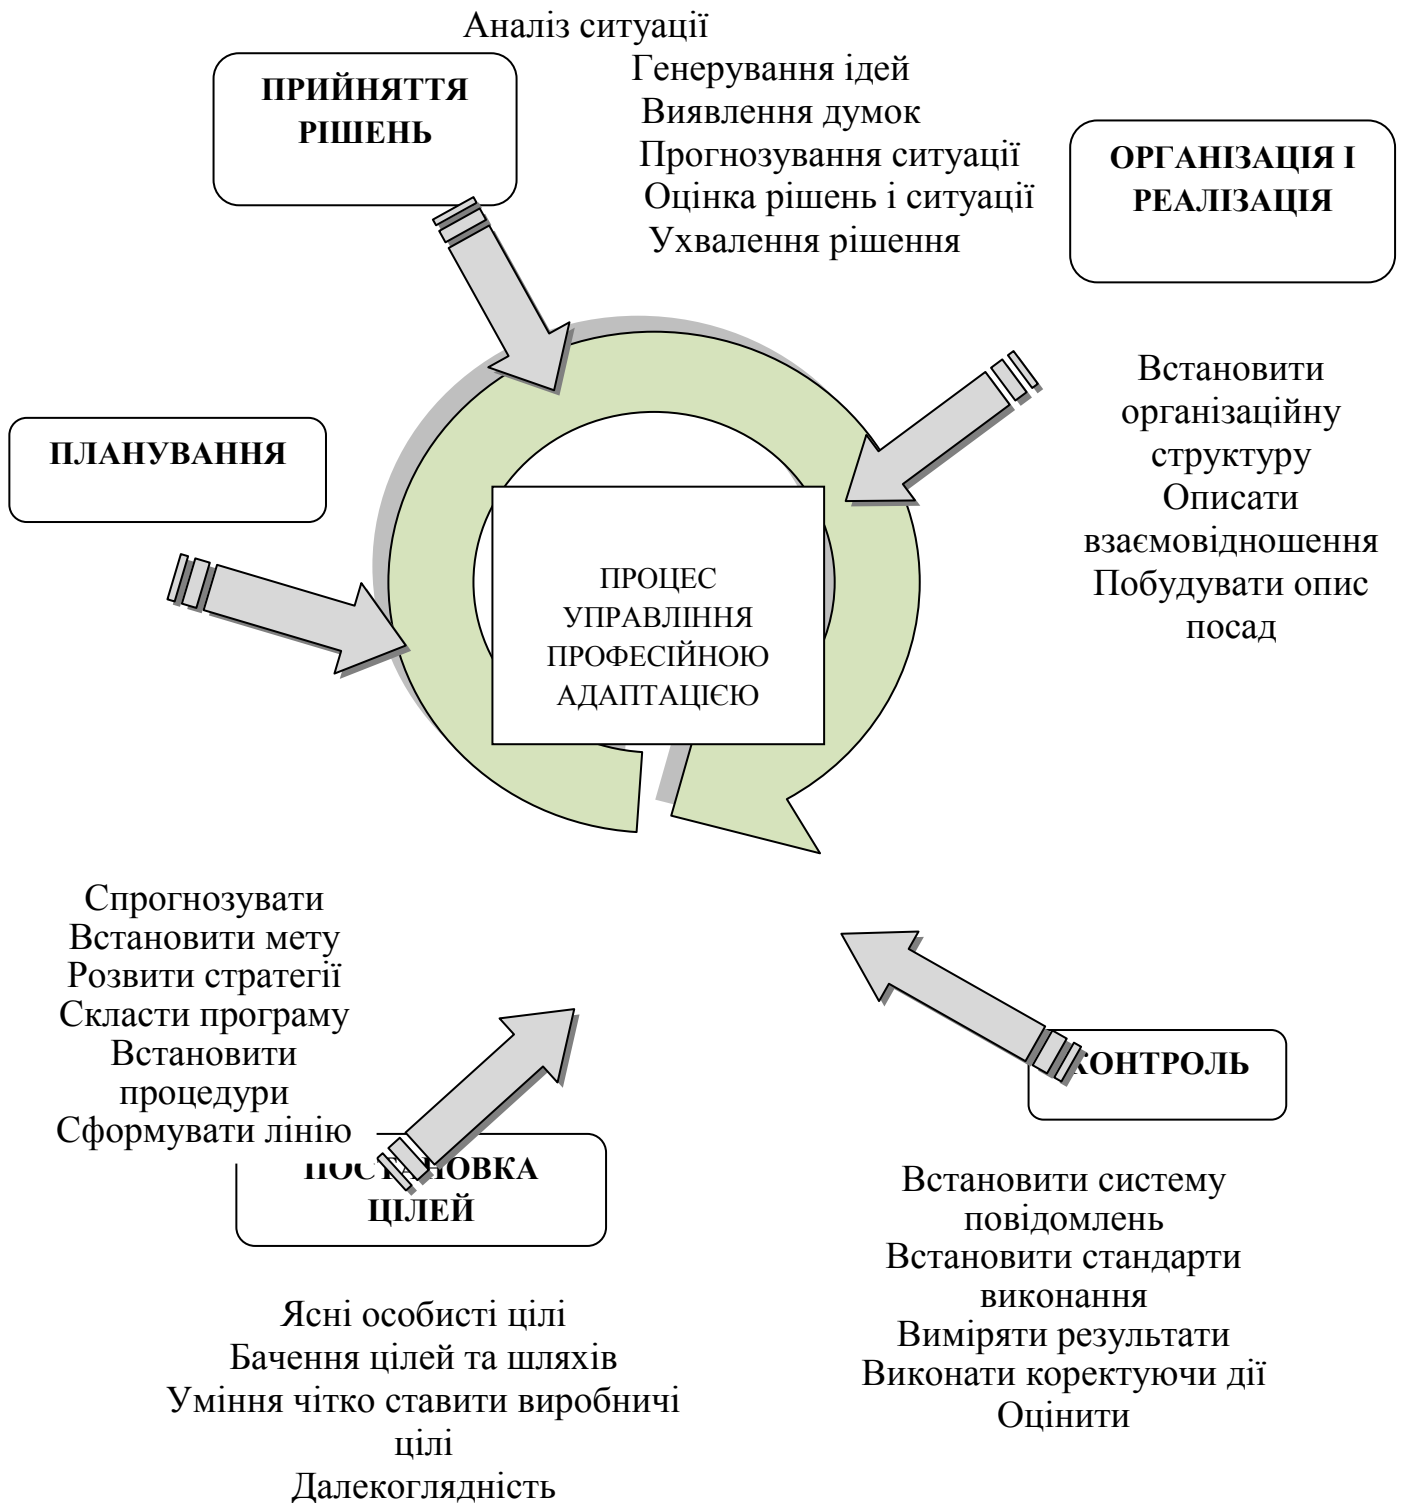 Аналіз ситуації
Генерування ідей
Виявлення думок
Прогнозування ситуації
Оцінка рішень і ситуації
Ухвалення рішення
ПРИЙНЯТТЯ
РІШЕНЬ
ОРГАНІЗАЦІЯ І
РЕАЛІЗАЦІЯ
Встановити
організаційну
структуру
Описати
взаємовідношення
Побудувати опис
посад
ПЛАНУВАННЯ
ПРОЦЕС
УПРАВЛІННЯ
ПРОФЕСІЙНОЮ
АДАПТАЦІЄЮ
Спрогнозувати
Встановити мету
Розвити стратегії
Скласти програму
Встановити
процедури
Сформувати лінію
ПОСТАНОВКА
ЦІЛЕЙ
Ясні особисті цілі
Бачення цілей та шляхів
Уміння чітко ставити виробничі
цілі
Далекоглядність
КОНТРОЛЬ
Встановити систему
повідомлень
Встановити стандарти
виконання
Виміряти результати
Виконати коректуючи дії
Оцінити